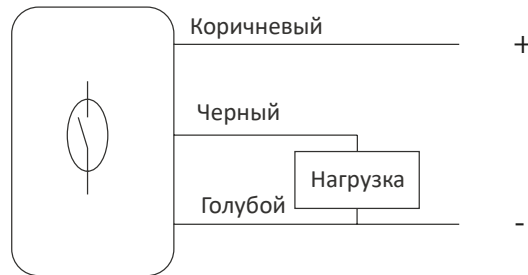 Коричневый
+
Черный
Нагрузка
Голубой
-